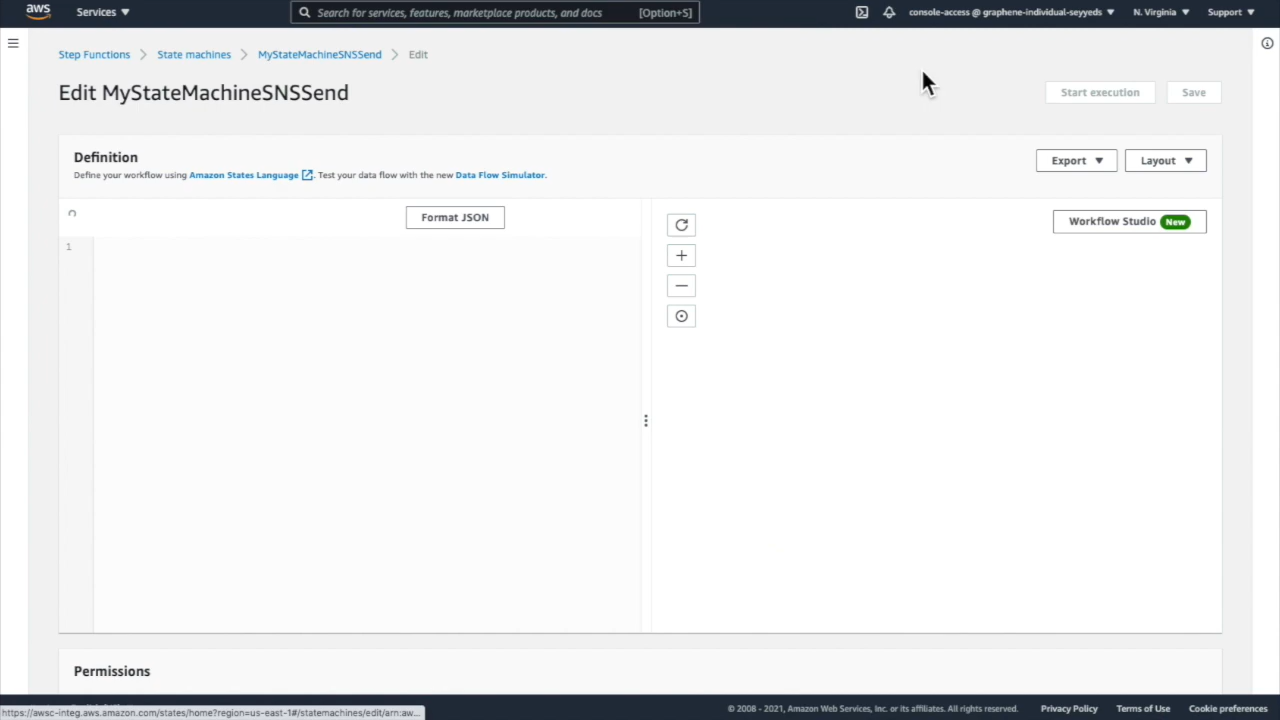 aws
Services
Search for services, features, marketplace products, and docs [Option+S]
console-access @ graphene-individual-seyyeds
N. Virginia
Support
Step Functions
State machines
MyStateMachineSNSSend
Edit
Edit MyStateMachineSNSSend
Start execution
Save
Definition
Define your workflow using Amazon States Language. Test your data flow with the new Data Flow Simulator.
Export
Layout
Format JSON
Workflow Studio New
1
Permissions
https://awsc-integ.aws.amazon.com/states/home?region=us-east-1#/statemachines/edit/arn:aw...
© 2008 - 2021, Amazon Web Services, Inc. or its affiliates. All rights reserved.
Privacy Policy
Terms of Use
Cookie preferences